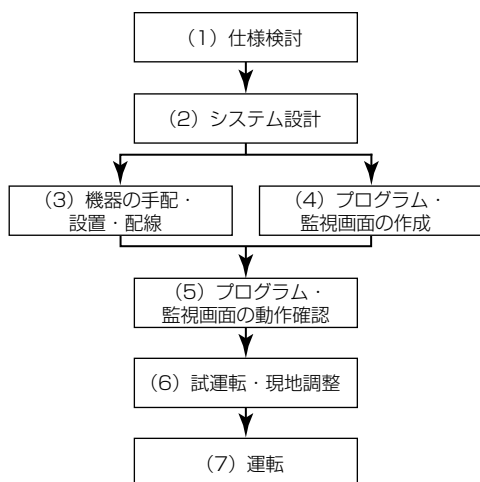 （1）仕様検討
（2）システム設計
（3）機器の手配・
設置・配線
（4）プログラム・
監視画面の作成
（5）プログラム・
監視画面の動作確認
（6）試運転・現地調整
（7）運転